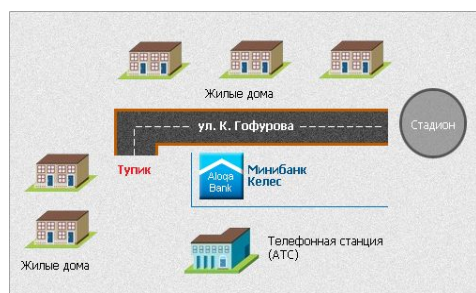 Жилые дома
ул. К. Гофурова
Стадион
Тупик
Aloqa
Bank
Минибанк
Келес
Телефонная станция
(АТС)
Жилые дома